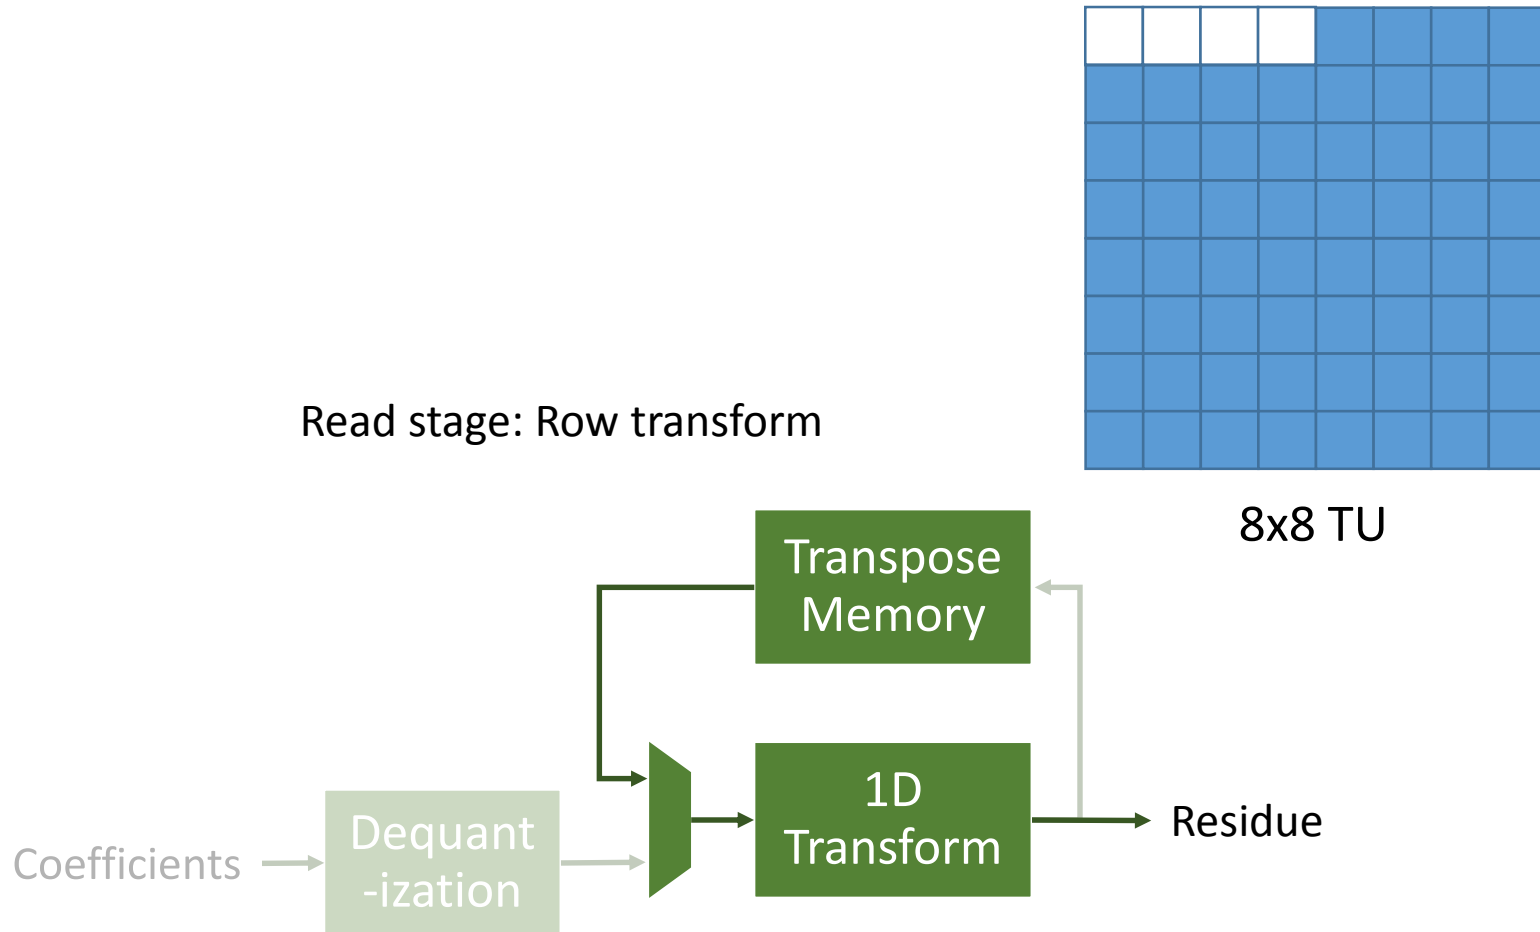 Read stage: Row transform
8x8 TU
Transpose
Memory
1D
Transform
Residue
Dequant
-ization
Coefficients